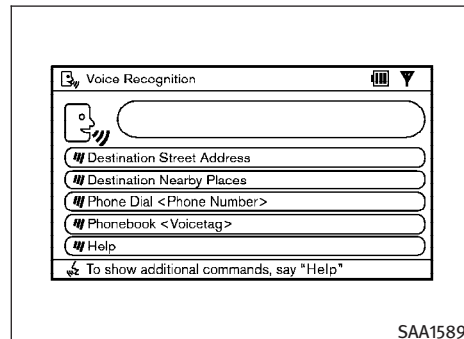 Voice Recognition
Destination Street Address
Destination Nearby Places
Phone Dial <Phone Number>
Phonebook <Voicetag>
Help
To show additional commands, say "Help"
SAA1589